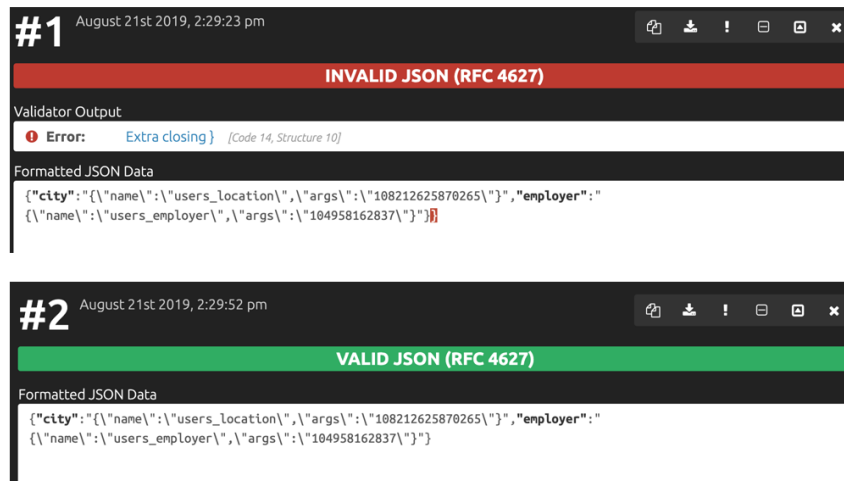 #1 August 21st 2019, 2:29:23 pm
INVALID JSON (RFC 4627)
Validator Output
Error: Extra closing } [Code 14, Structure 10]
Formatted JSON Data
{"city":"{\"name\":\"users_location\",\"args\":\"108212625870265\"}","employer":"
{\"name\":\"users_employer\",\"args\":\"104958162837\"}"}}
#2 August 21st 2019, 2:29:52 pm
VALID JSON (RFC 4627)
Formatted JSON Data
{"city":"{\"name\":\"users_location\",\"args\":\"108212625870265\"}","employer":"
{\"name\":\"users_employer\",\"args\":\"104958162837\"}"}